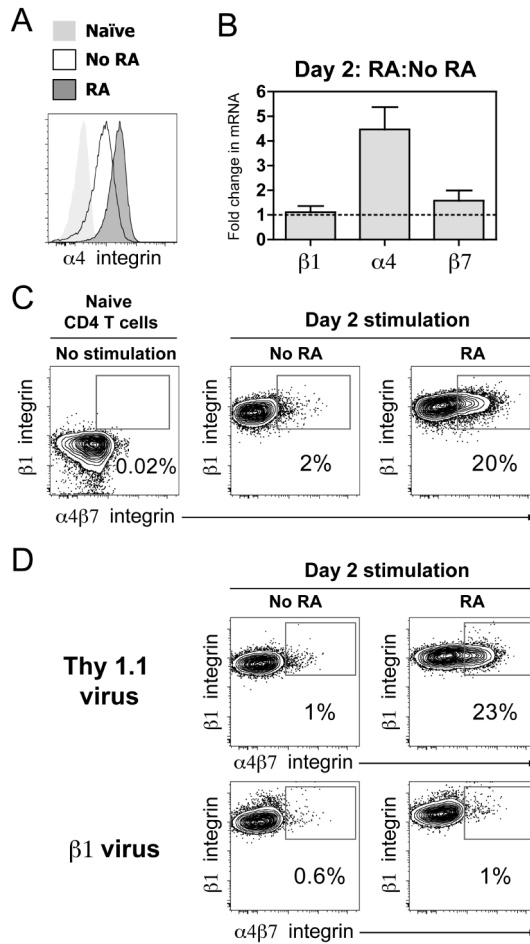 A
Naïve
No RA
RA
α4 integrin
B
Day 2: RA:No RA
Fold change in mRNA
6
5
4
3
2
1
0
β1 α4 β7
C
Naive
CD4 T cells
No stimulation
Day 2 stimulation
No RA RA
β1 integrin
0.02%
β1 integrin
2%
β1 integrin
20%
α4β7 integrin
D
Day 2 stimulation
No RA RA
Thy 1.1
virus
β1 integrin
1%
β1 integrin
23%
α4β7 integrin
β1 virus
β1 integrin
0.6%
β1 integrin
1%
α4β7 integrin